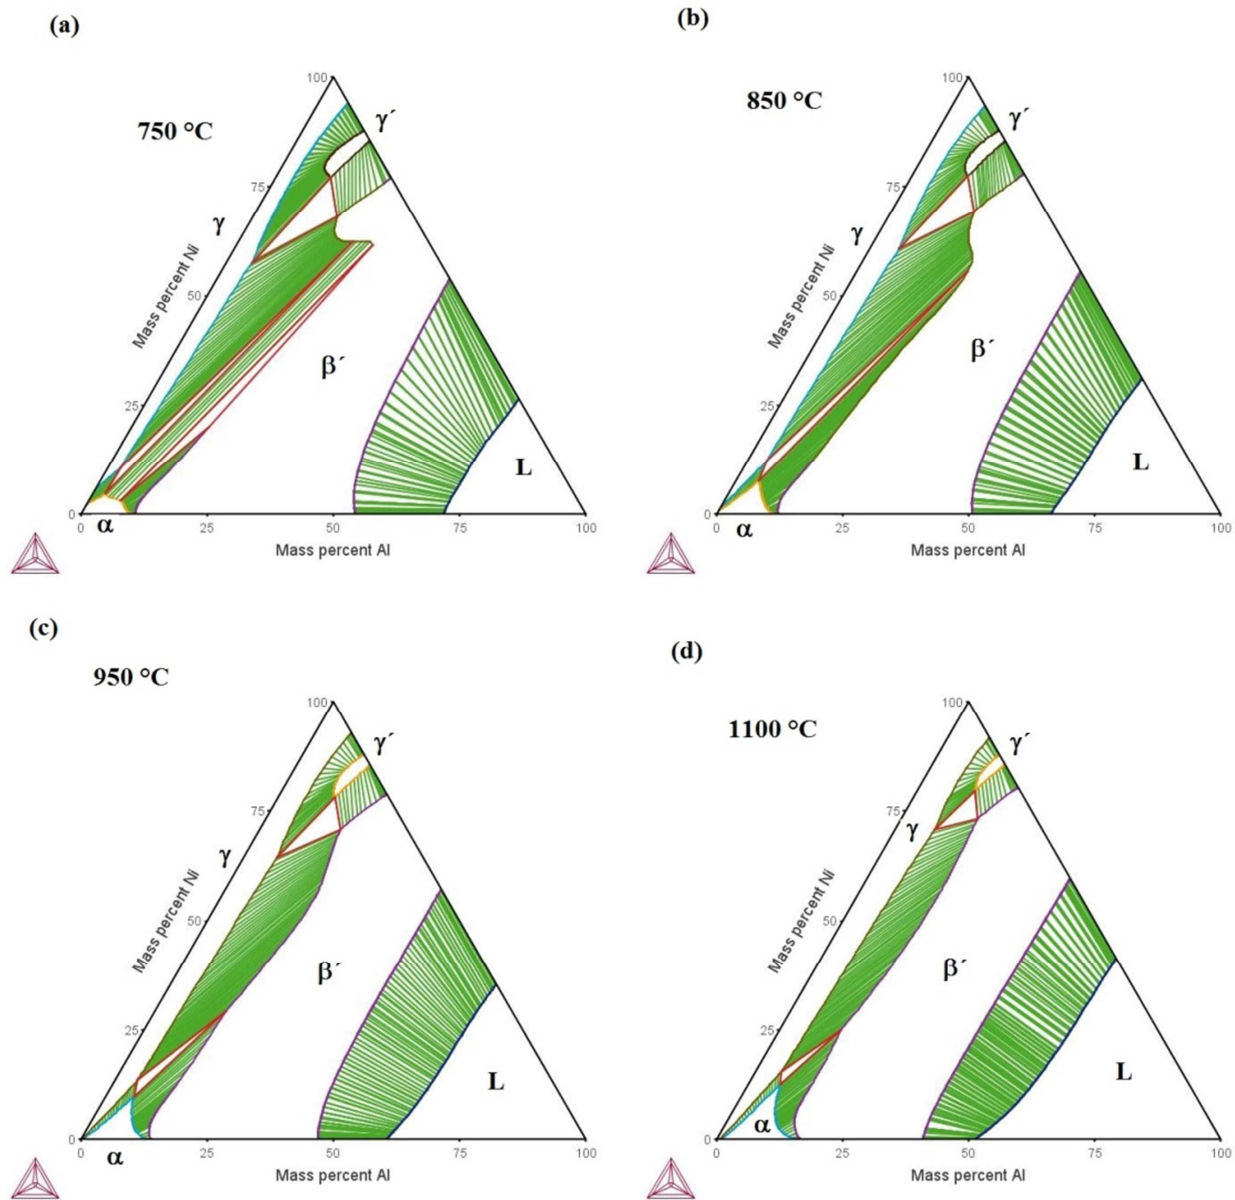 (a)
750 °C
100
75
50
25
0
0 25 50 75 100
Mass percent Ni
Mass percent Al
γ
γ´
β´
α
L
(b)
850 °C
100
75
50
25
0
0 25 50 75 100
Mass percent Ni
Mass percent Al
γ
γ´
β´
α
L
(c)
950 °C
100
75
50
25
0
0 25 50 75 100
Mass percent Ni
Mass percent Al
γ
γ´
β´
α
L
(d)
1100 °C
100
75
50
25
0
0 25 50 75 100
Mass percent Ni
Mass percent Al
γ
γ´
β´
α
L